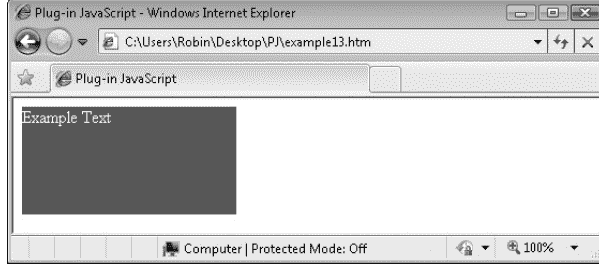 Plug-in JavaScript - Windows Internet Explorer
C:\Users\Robin\Desktop\PJ\example13.htm
Plug-in JavaScript
Example Text
Computer | Protected Mode: Off
100%